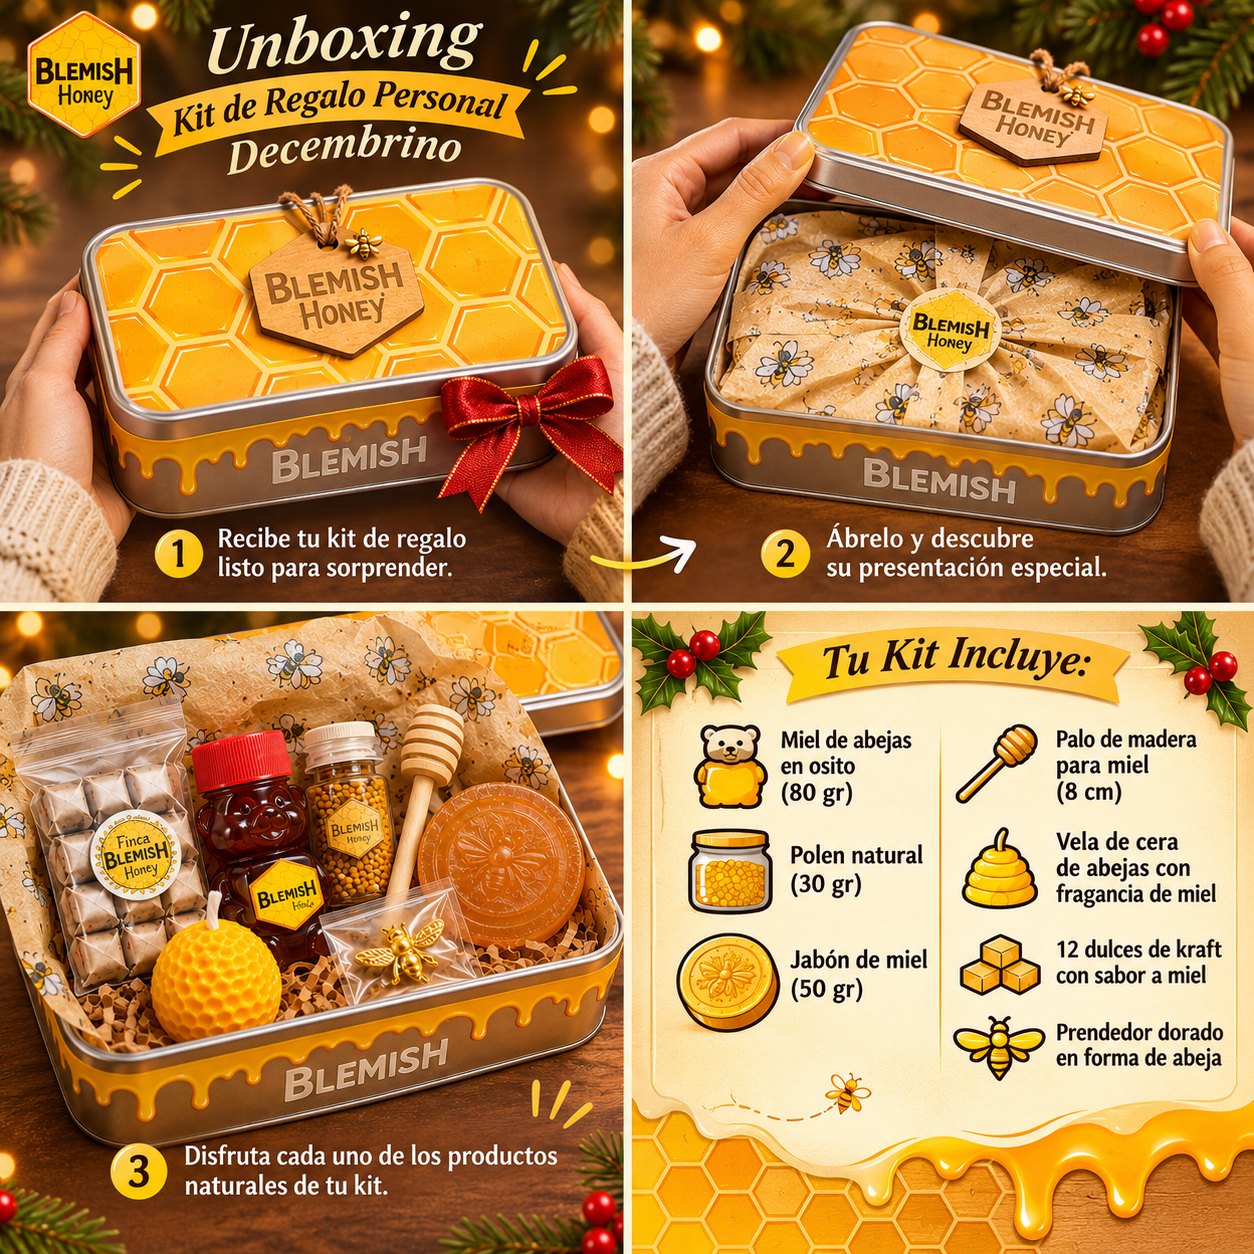 BLEMISH
Honey
Unboxing
Kit de Regalo Personal
Decembrino
BLEMISH
HONEY
BLEMISH
1
Recibe tu kit de regalo
listo para sorprender.
BLEMISH
HONEY
BLEMISH
Honey
BLEMISH
2
Ábrelo y descubre
su presentación especial.
Finca
BLEMISH
Honey
BLEMISH
BLEMISH
Honey
BLEMISH
3
Disfruta cada uno de los productos
naturales de tu kit.
Tu Kit Incluye:
Miel de abejas
en osito
(80 gr)
Polen natural
(30 gr)
Jabón de miel
(50 gr)
Palo de madera
para miel
(8 cm)
Vela de cera
de abejas con
fragancia de miel
12 dulces de kraft
con sabor a miel
Prendedor dorado
en forma de abeja